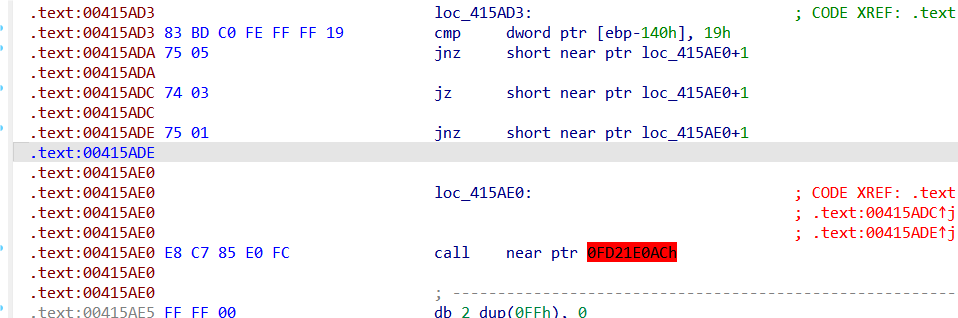 .text:00415AD3 loc_415AD3: ; CODE XREF: .text
.text:00415AD3 83 BD C0 FE FF FF 19 cmp dword ptr [ebp-140h], 19h
.text:00415ADA 75 05 jnz short near ptr loc_415AE0+1
.text:00415ADA
.text:00415ADC 74 03 jz short near ptr loc_415AE0+1
.text:00415ADC
.text:00415ADE 75 01 jnz short near ptr loc_415AE0+1
.text:00415ADE
.text:00415AE0
.text:00415AE0 loc_415AE0: ; CODE XREF: .text
.text:00415AE0 ; .text:00415ADC↑j
.text:00415AE0 ; .text:00415ADE↑j
.text:00415AE0 E8 C7 85 E0 FC call near ptr 0FD21E0ACh
.text:00415AE0
.text:00415AE0 ; ---------------------------------------------------------------
.text:00415AE5 FF FF 00 db 2 dup(0FFh), 0